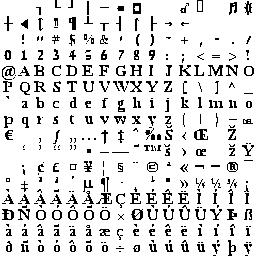 ! " # $ % & ' ( ) * + , - . /
0 1 2 3 4 5 6 7 8 9 : ; < = > ?
@ A B C D E F G H I J K L M N O
P Q R S T U V W X Y Z [ \ ] ^ _
` a b c d e f g h i j k l m n o
p q r s t u v w x y z { | } ~
€ ‚ ƒ „ … † ‡ ˆ ‰ Š ‹ Œ Ž
‘ ’ “ ” • – — ˜ ™ š › œ ž Ÿ
¡ ¢ £ ¤ ¥ ¦ § ¨ © ª « ¬ - ® ¯
° ± ² ³ ´ µ ¶ · ¸ ¹ º » ¼ ½ ¾ ¿
À Á Â Ã Ä Å Æ Ç È É Ê Ë Ì Í Î Ï
Ð Ñ Ò Ó Ô Õ Ö × Ø Ù Ú Û Ü Ý Þ ß
à á â ã ä å æ ç è é ê ë ì í î ï
ð ñ ò ó ô õ ö ÷ ø ù ú û ü ý þ ÿ